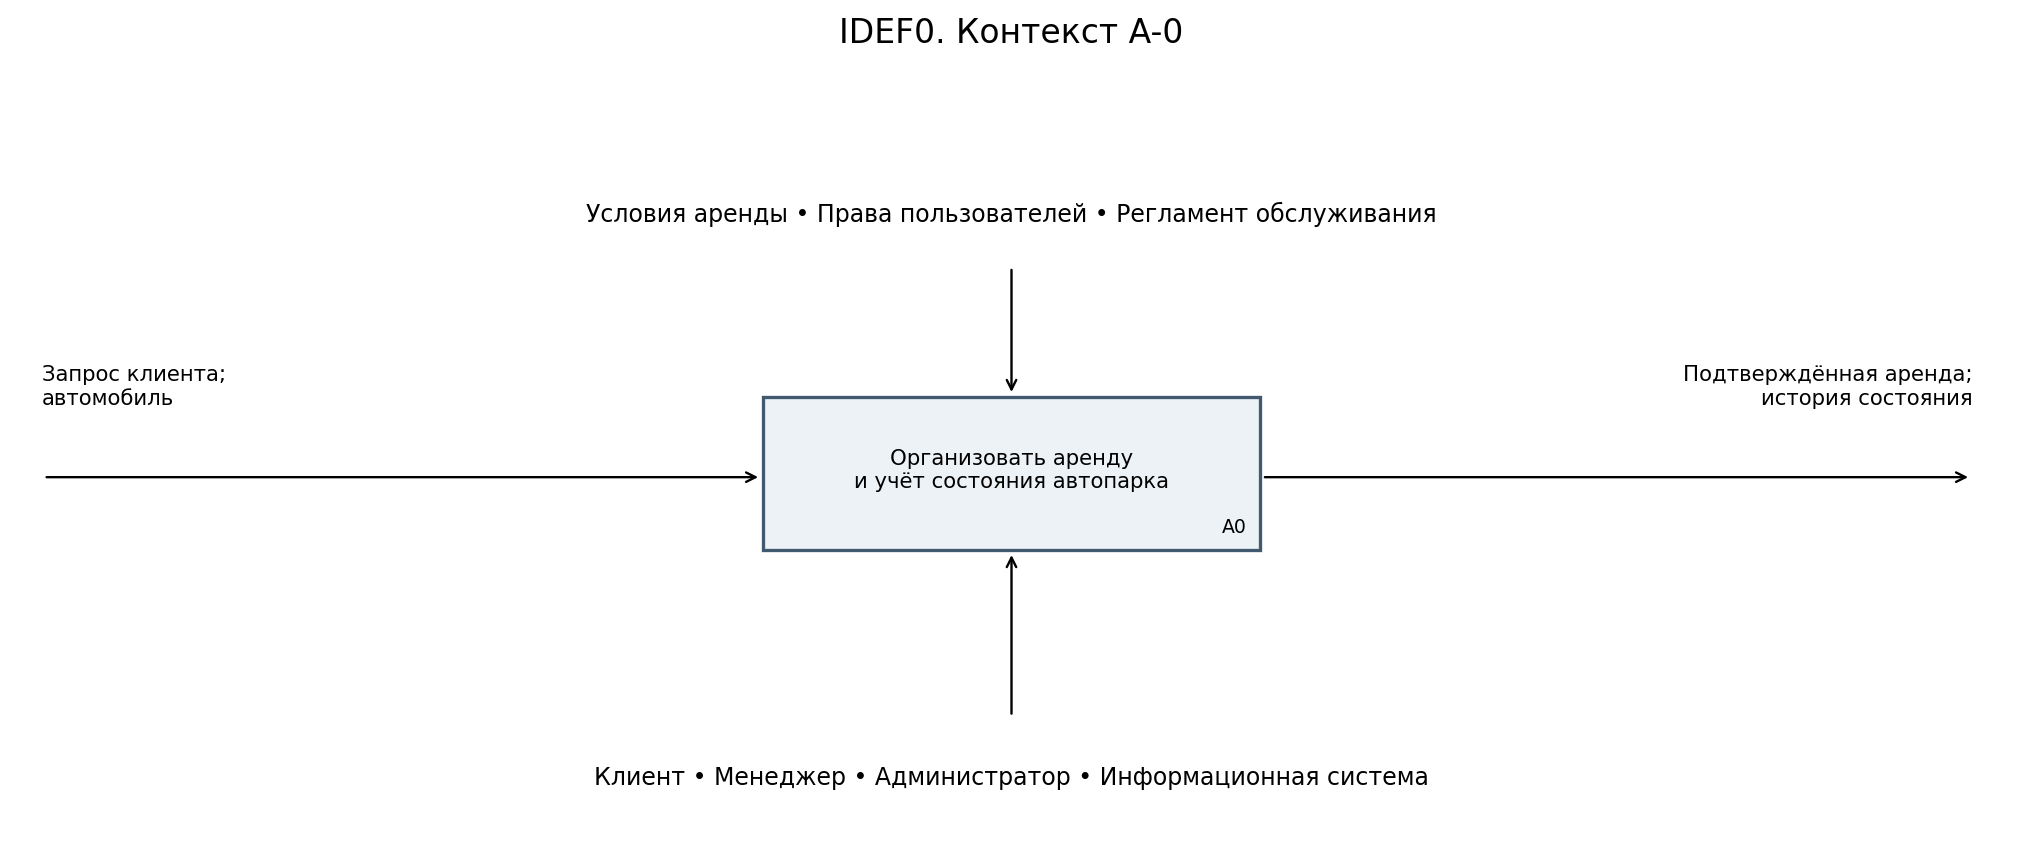 IDEF0. Контекст А-0
Условия аренды • Права пользователей • Регламент обслуживания
Запрос клиента;
автомобиль
Подтверждённая аренда;
история состояния
Организовать аренду
и учёт состояния автопарка
А0
Клиент • Менеджер • Администратор • Информационная система